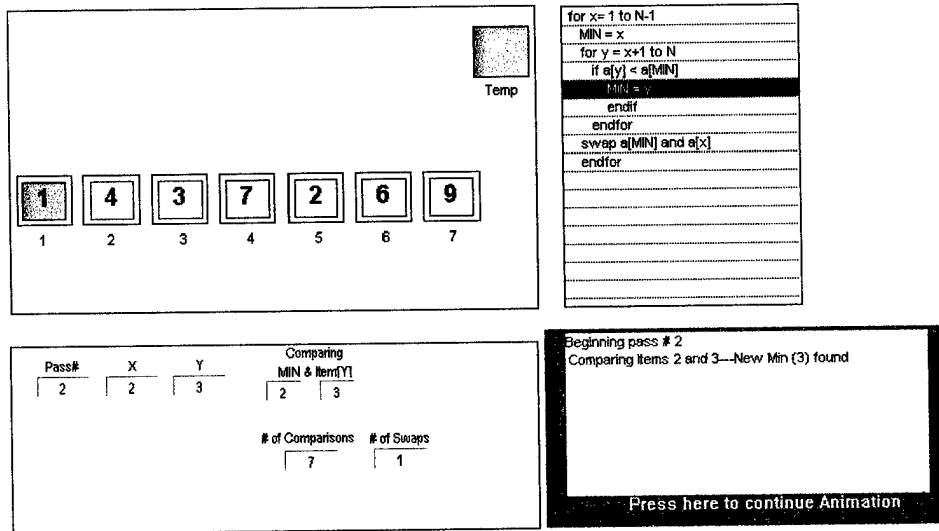 Temp
1 4 3 7 2 6 9
1 2 3 4 5 6 7
for x= 1 to N-1
MIN = x
for y = x+1 to N
if a[y} < a[MIN]
MIN = y
endif
endfor
swap a[MIN] and a[x]
endfor
Pass# X Y
2 2 3
Comparing
MIN & Item[Y]
2 3
# of Comparisons # of Swaps
7 1
Beginning pass # 2
Comparing items 2 and 3---New Min (3) found
Press here to continue Animation